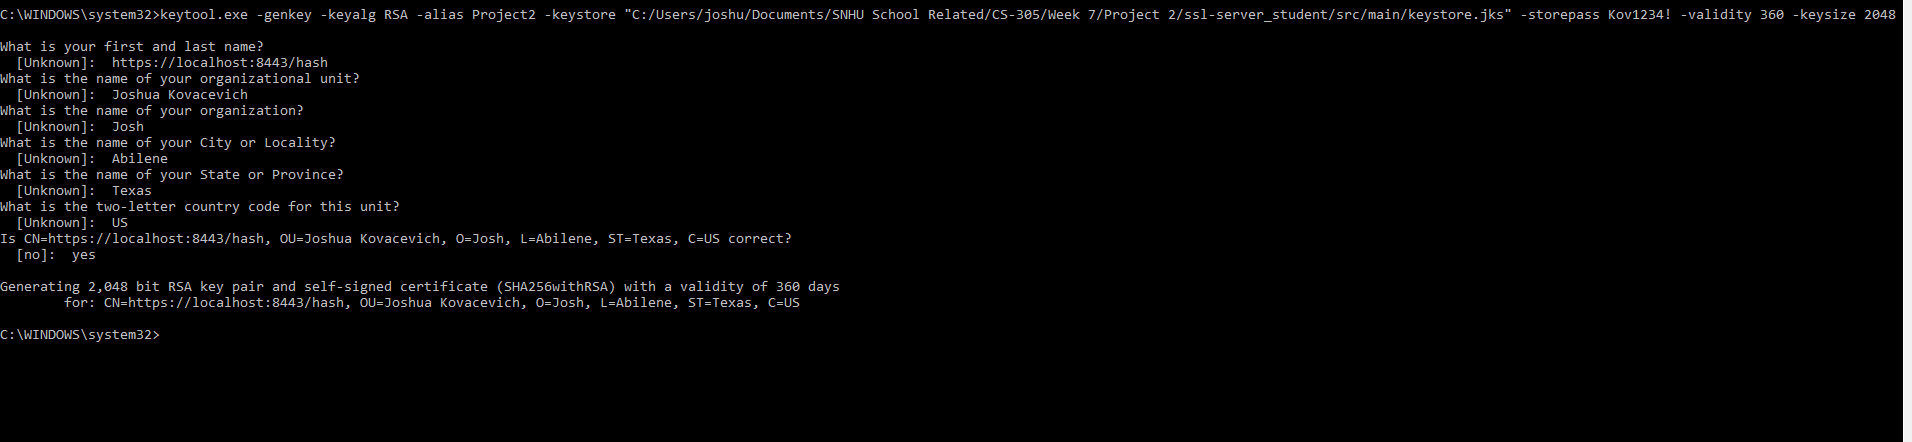 C:\WINDOWS\system32>keytool.exe -genkey -keyalg RSA -alias Project2 -keystore "C:/Users/joshu/Documents/SNHU School Related/CS-305/Week 7/Project 2/ssl-server_student/src/main/keystore.jks" -storepass Kov1234! -validity 360 -keysize 2048
What is your first and last name?
  [Unknown]:  https://localhost:8443/hash
What is the name of your organizational unit?
  [Unknown]:  Joshua Kovacevich
What is the name of your organization?
  [Unknown]:  Josh
What is the name of your City or Locality?
  [Unknown]:  Abilene
What is the name of your State or Province?
  [Unknown]:  Texas
What is the two-letter country code for this unit?
  [Unknown]:  US
Is CN=https://localhost:8443/hash, OU=Joshua Kovacevich, O=Josh, L=Abilene, ST=Texas, C=US correct?
  [no]:  yes
Generating 2,048 bit RSA key pair and self-signed certificate (SHA256withRSA) with a validity of 360 days
        for: CN=https://localhost:8443/hash, OU=Joshua Kovacevich, O=Josh, L=Abilene, ST=Texas, C=US
C:\WINDOWS\system32>